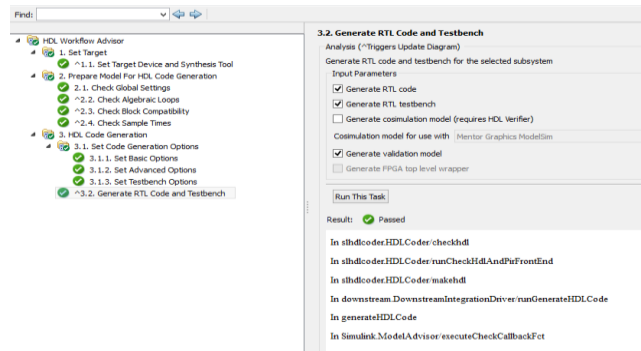 Find:
HDL Workflow Advisor
1. Set Target
^1.1. Set Target Device and Synthesis Tool
2. Prepare Model For HDL Code Generation
2.1. Check Global Settings
^2.2. Check Algebraic Loops
^2.3. Check Block Compatibility
^2.4. Check Sample Times
3. HDL Code Generation
3.1. Set Code Generation Options
3.1.1. Set Basic Options
3.1.2. Set Advanced Options
3.1.3. Set Testbench Options
^3.2. Generate RTL Code and Testbench
3.2. Generate RTL Code and Testbench
Analysis (^Triggers Update Diagram)
Generate RTL code and testbench for the selected subsystem
Input Parameters
Generate RTL code
Generate RTL testbench
Generate cosimulation model (requires HDL Verifier)
Cosimulation model for use with Mentor Graphics ModelSim
Generate validation model
Generate FPGA top level wrapper
Run This Task
Result: Passed
In slhdlcoder.HDLCoder/checkhdl
In slhdlcoder.HDLCoder/runCheckHdlAndPirFrontEnd
In slhdlcoder.HDLCoder/makehdl
In downstream.DownstreamIntegrationDriver/runGenerateHDLCode
In generateHDLCode
In Simulink.ModelAdvisor/executeCheckCallbackFct